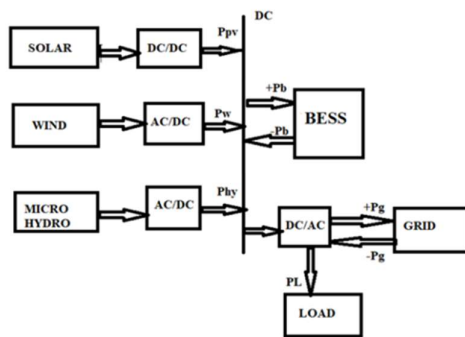 DC
SOLAR
DC/DC
Ppv
+Pb
BESS
-Pb
WIND
AC/DC
Pw
MICRO
HYDRO
AC/DC
Phy
DC/AC
+Pg
GRID
-Pg
PL
LOAD